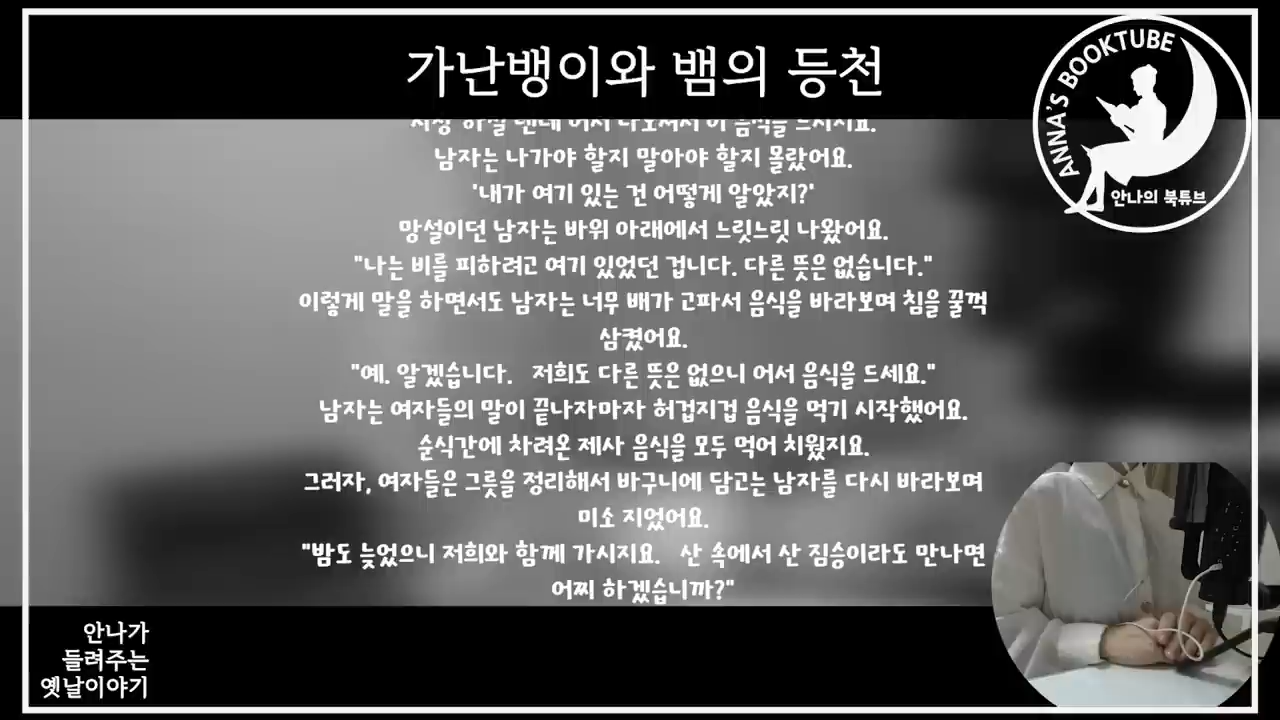 가난뱅이와 뱀의 등천
ANNA'S BOOKTUBE
안나의 북튜브
남자는 나가야 할지 말아야 할지 몰랐어요.
'내가 여기 있는 건 어떻게 알았지?'
망설이던 남자는 바위 아래에서 느릿느릿 나왔어요.
"나는 비를 피하려고 여기 있었던 겁니다. 다른 뜻은 없습니다."
이렇게 말을 하면서도 남자는 너무 배가 고파서 음식을 바라보며 침을 꿀꺽
삼켰어요.
"예. 알겠습니다. 저희도 다른 뜻은 없으니 어서 음식을 드세요."
남자는 여자들의 말이 끝나자마자 허겁지겁 음식을 먹기 시작했어요.
순식간에 차려온 제사 음식을 모두 먹어 치웠지요.
그러자, 여자들은 그릇을 정리해서 바구니에 담고는 남자를 다시 바라보며
미소 지었어요.
"밤도 늦었으니 저희와 함께 가시지요. 산 속에서 산 짐승이라도 만나면
어찌 하겠습니까?"
안나가
들려주는
옛날이야기